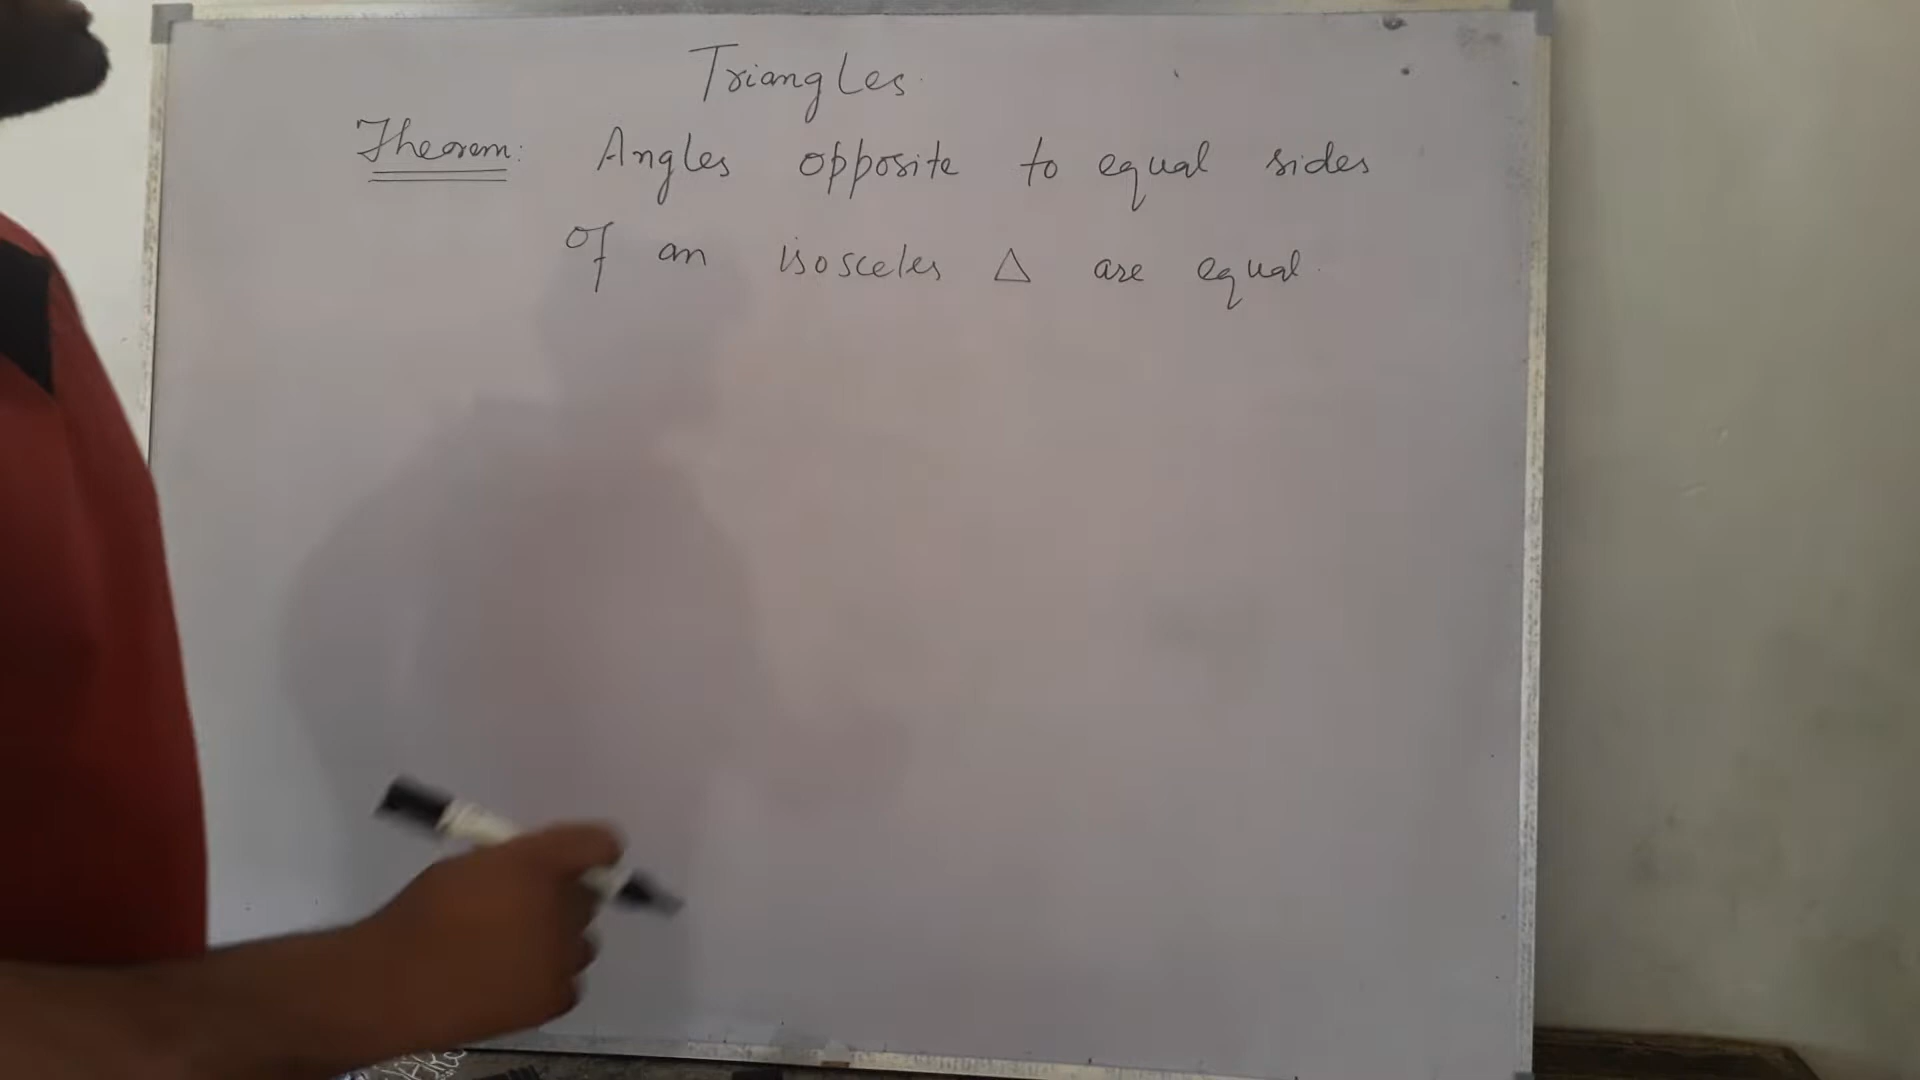 Triangles.
Theorem: Angles opposite to equal sides
Of an isosceles Δ are equal.